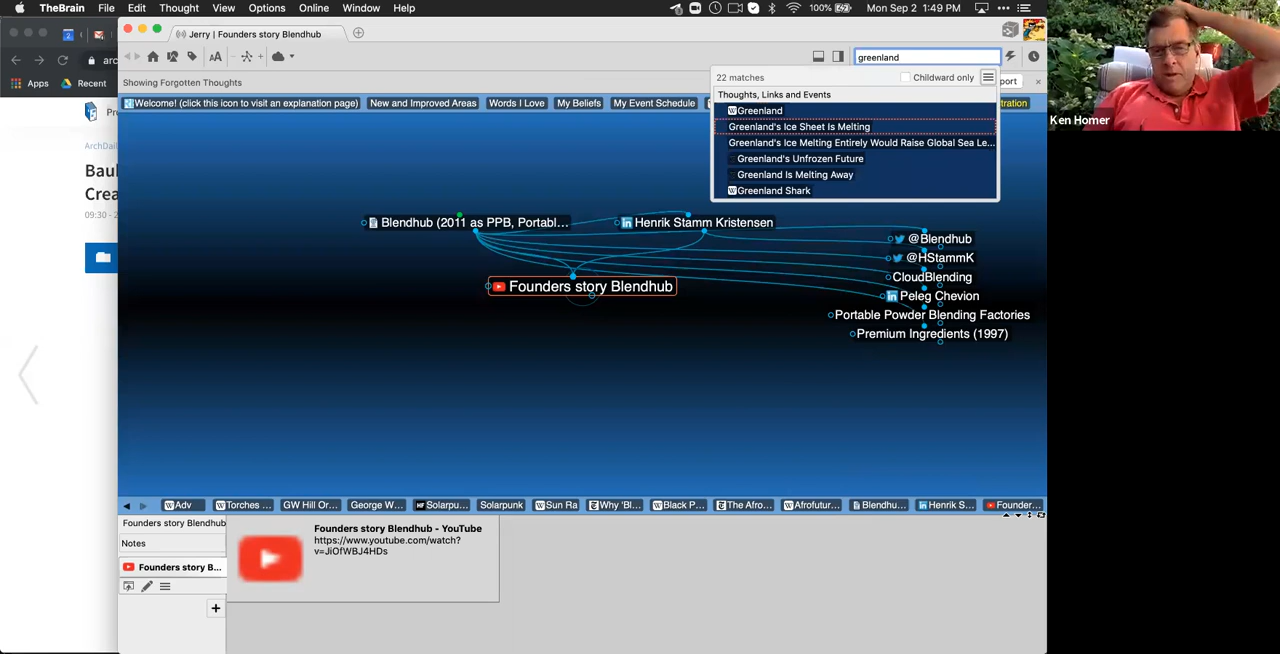 TheBrain File Edit Thought View Options Online Window Help 100% Mon Sep 2 1:49 PM
Jerry | Founders story Blendhub
greenland
Apps Recent
Showing Forgotten Thoughts
22 matches Childward only
port
Thoughts, Links and Events
Welcome! (click this icon to visit an explanation page) New and Improved Areas Words I Love My Beliefs My Event Schedule
Greenland
Greenland's Ice Sheet Is Melting
Greenland's Ice Melting Entirely Would Raise Global Sea Le...
Greenland's Unfrozen Future
Greenland Is Melting Away
Greenland Shark
Ken Homer
ArchDail
Baul
Crea
09:30 - 2
Blendhub (2011 as PPB, Portabl...
Henrik Stamm Kristensen
@Blendhub
@HStammK
CloudBlending
Peleg Chevion
Portable Powder Blending Factories
Premium Ingredients (1997)
Founders story Blendhub
Adv Torches ... GW Hill Or... George W... Solarpu... Solarpunk Sun Ra Why 'Bl... Black P... The Afro... Afrofutur... Blendhu... Henrik S... Founder...
Founders story Blendhub
Notes
Founders story B...
Founders story Blendhub - YouTube
https://www.youtube.com/watch?
v=JiOfWBJ4HDs